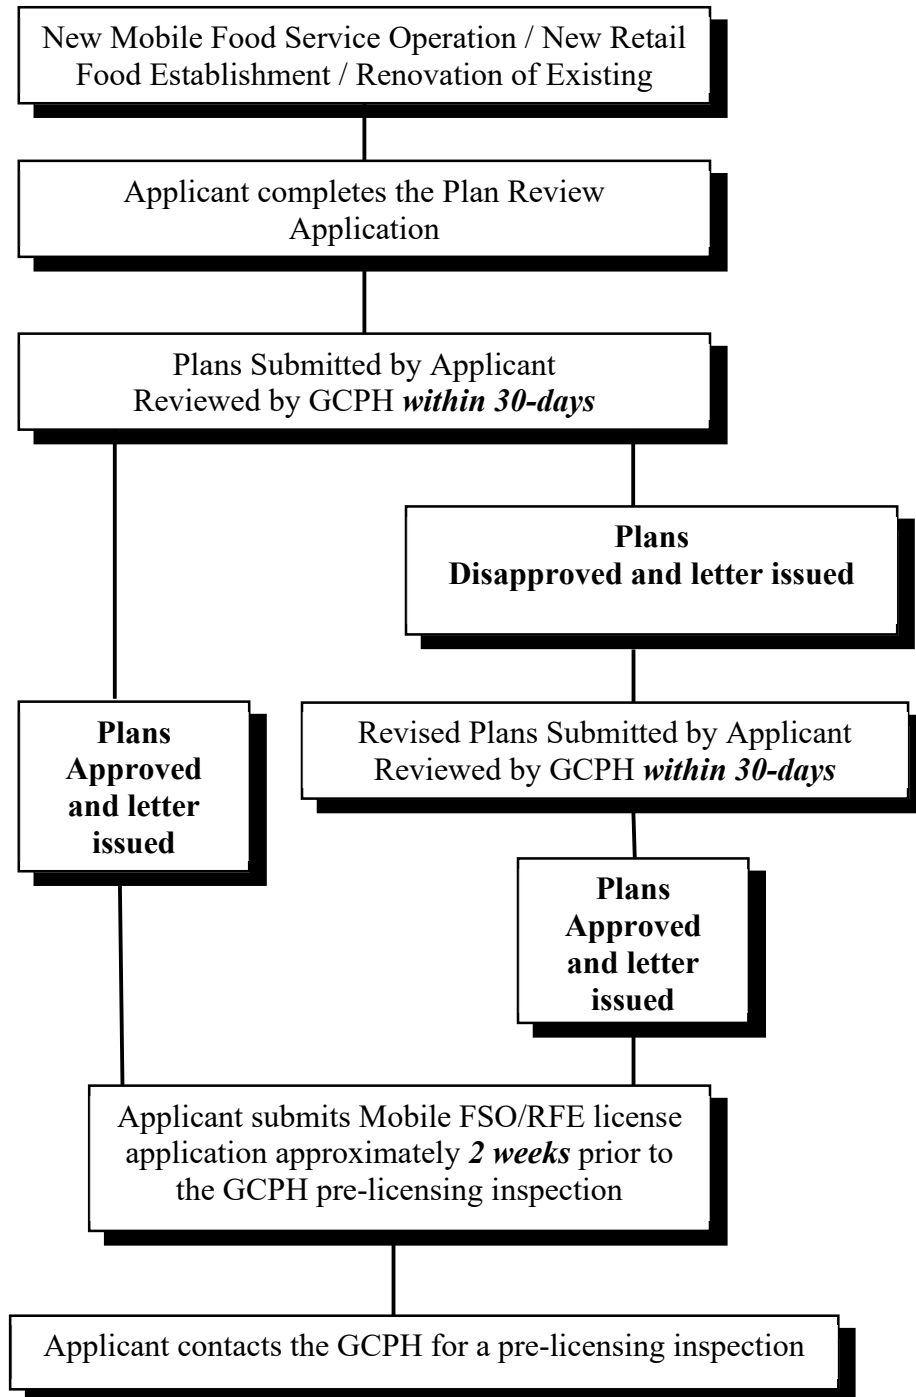 New Mobile Food Service Operation / New Retail
Food Establishment / Renovation of Existing
Applicant completes the Plan Review
Application
Plans Submitted by Applicant
Reviewed by GCPH within 30-days
Plans
Disapproved and letter issued
Plans
Approved
and letter
issued
Revised Plans Submitted by Applicant
Reviewed by GCPH within 30-days
Plans
Approved
and letter
issued
Applicant submits Mobile FSO/RFE license
application approximately 2 weeks prior to
the GCPH pre-licensing inspection
Applicant contacts the GCPH for a pre-licensing inspection